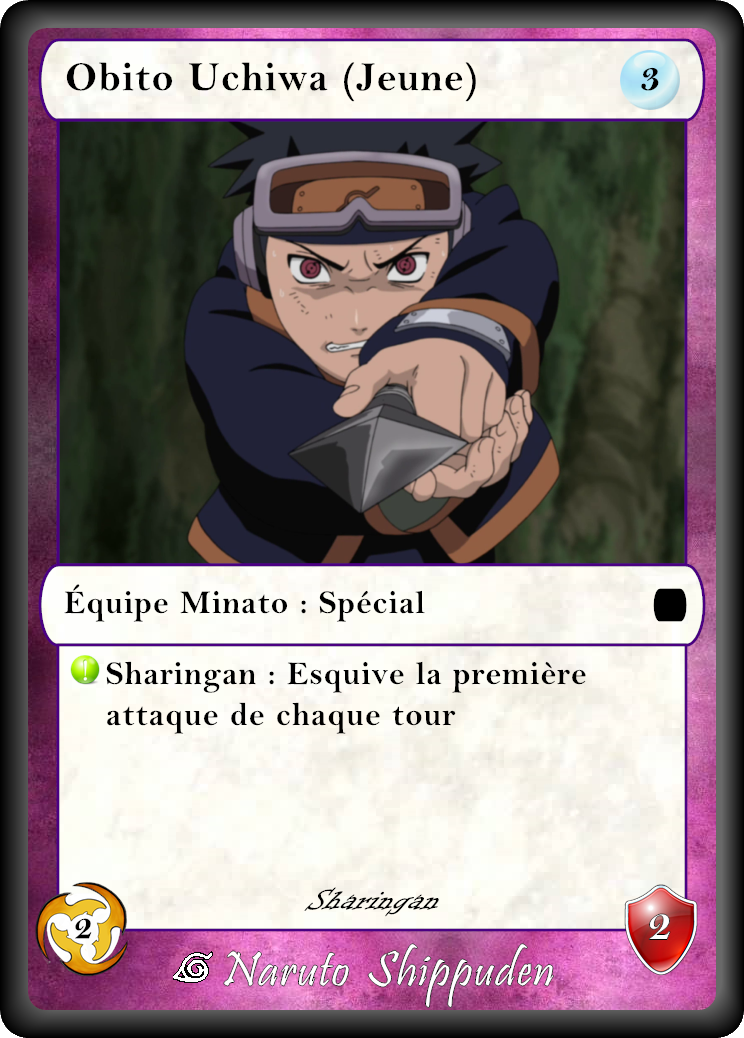 Obito Uchiwa (Jeune)
3
Équipe Minato : Spécial
Sharingan : Esquive la première
attaque de chaque tour
Sharingan
2
2
Naruto Shippuden